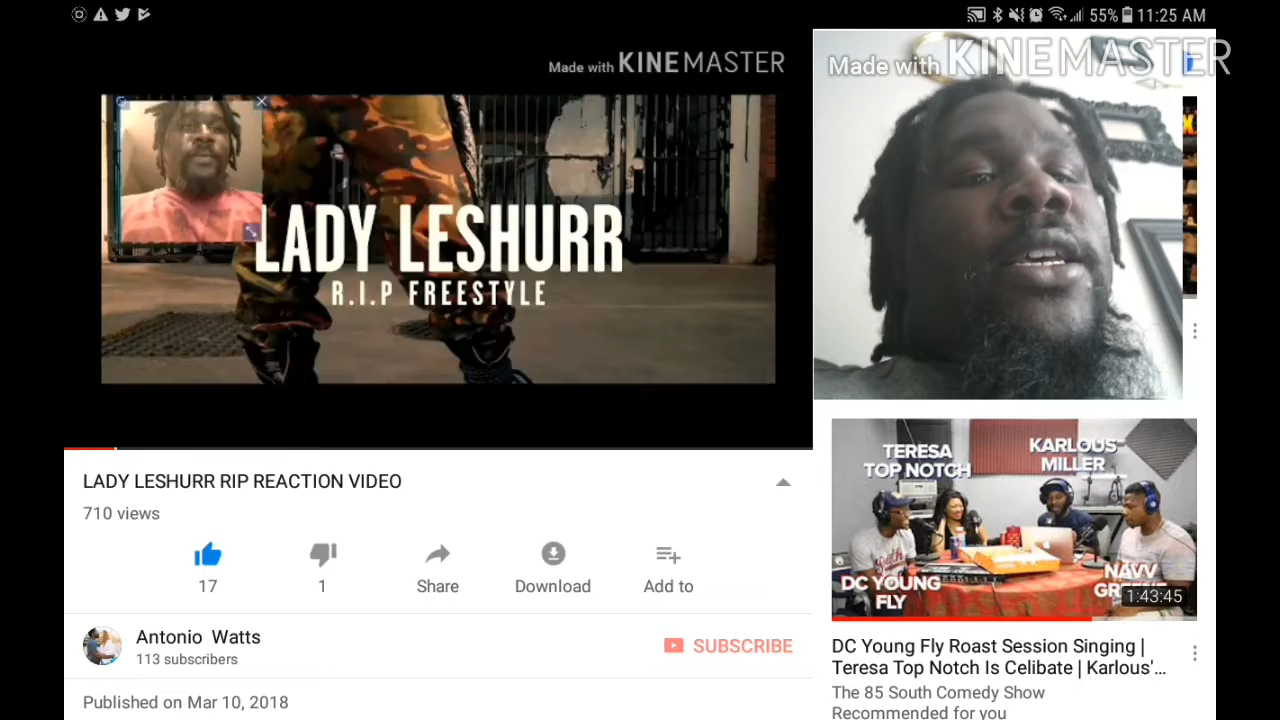 55% 11:25 AM
Made with KINEMASTER
Made with KINEMASTER
LADY LESHURR
R.I.P FREESTYLE
LADY LESHURR RIP REACTION VIDEO
710 views
17
1
Share
Download
Add to
Antonio Watts
113 subscribers
SUBSCRIBE
Published on Mar 10, 2018
TERESA
TOP NOTCH
KARLOUS
MILLER
DC YOUNG
FLY
NAVV
1:43:45
DC Young Fly Roast Session Singing |
Teresa Top Notch Is Celibate | Karlous'...
The 85 South Comedy Show
Recommended for you